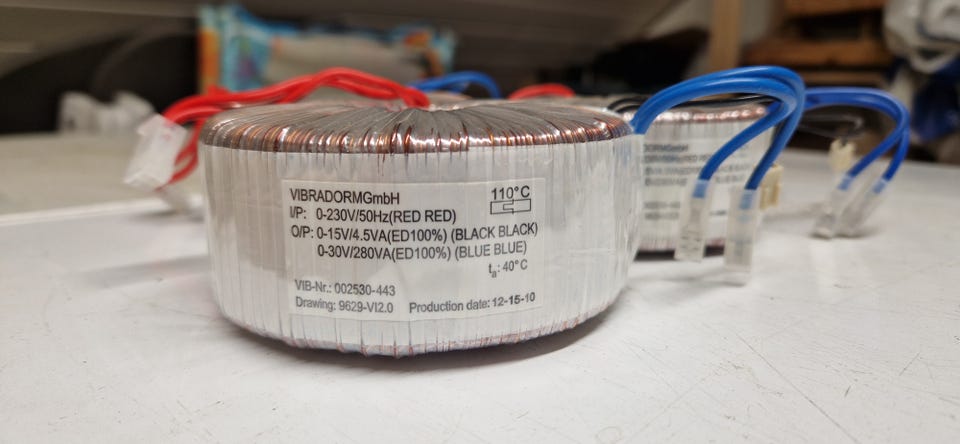 VIBRADORMGmbH
110°C
I/P: 0-230V/50Hz(RED RED)
O/P: 0-15V/4.5VA(ED100%) (BLACK BLACK)
0-30V/280VA(ED100%) (BLUE BLUE)
ta: 40°C
VIB-Nr.: 002530-443
Drawing: 9629-VI2.0 Production date: 12-15-10